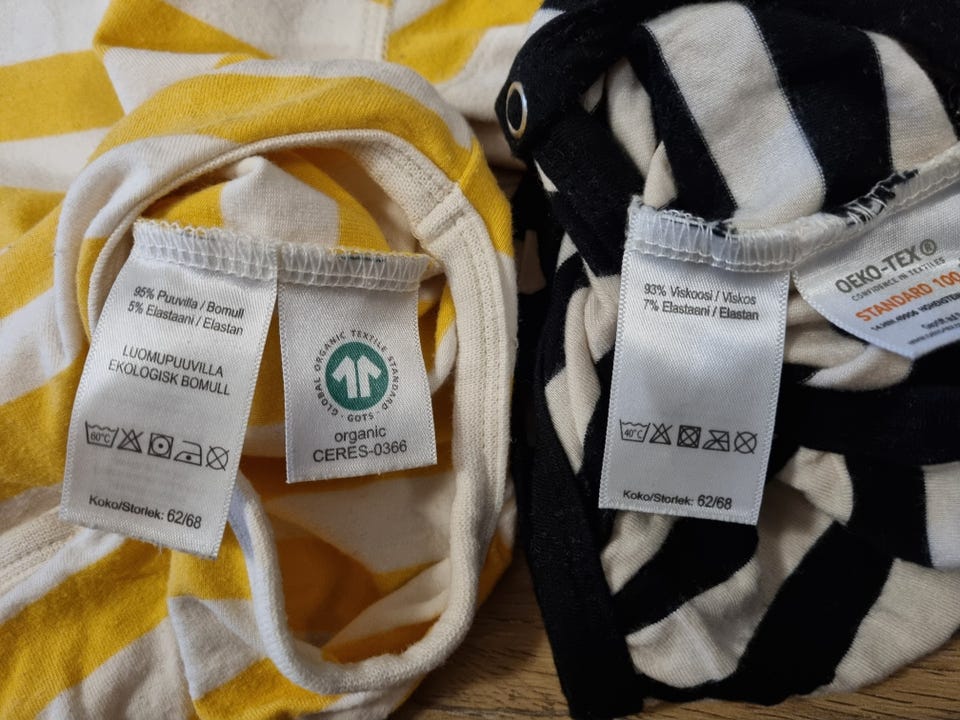 95% Puuvilla / Bomull
5% Elastaani / Elastan
LUOMUPUUVILLA
EKOLOGISK BOMULL
60°C
Koko/Storlek: 62/68
GLOBAL ORGANIC TEXTILE STANDARD
· GOTS ·
organic
CERES-0366
93% Viskoosi / Viskos
7% Elastaani / Elastan
40°C
Koko/Storlek: 62/68
OEKO-TEX®
CONFIDENCE IN TEXTILES
STANDARD 100